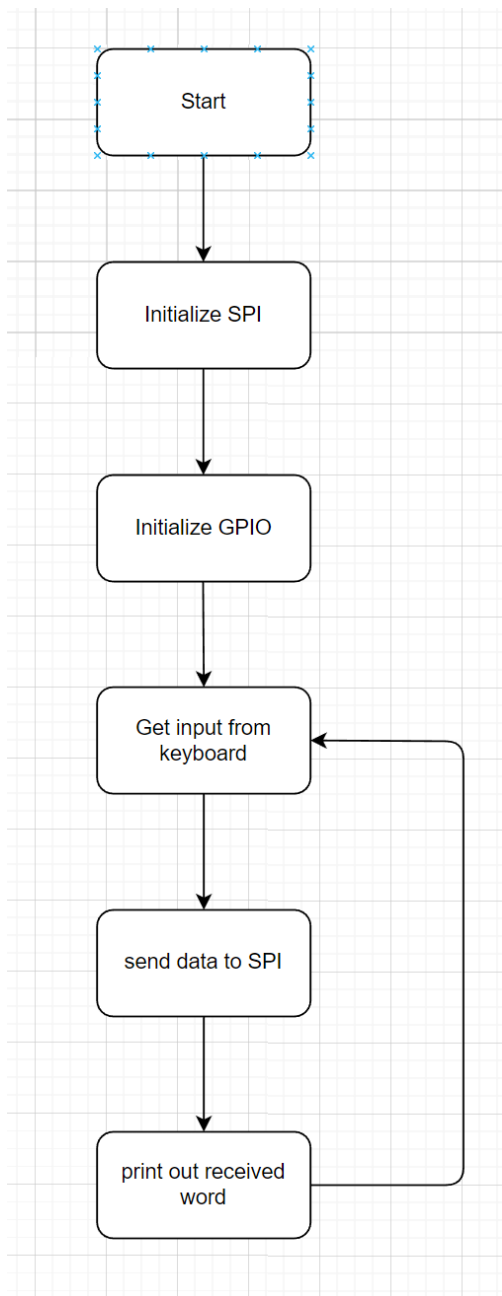 Start
Initialize SPI
Initialize GPIO
Get input from
keyboard
send data to SPI
print out received
word